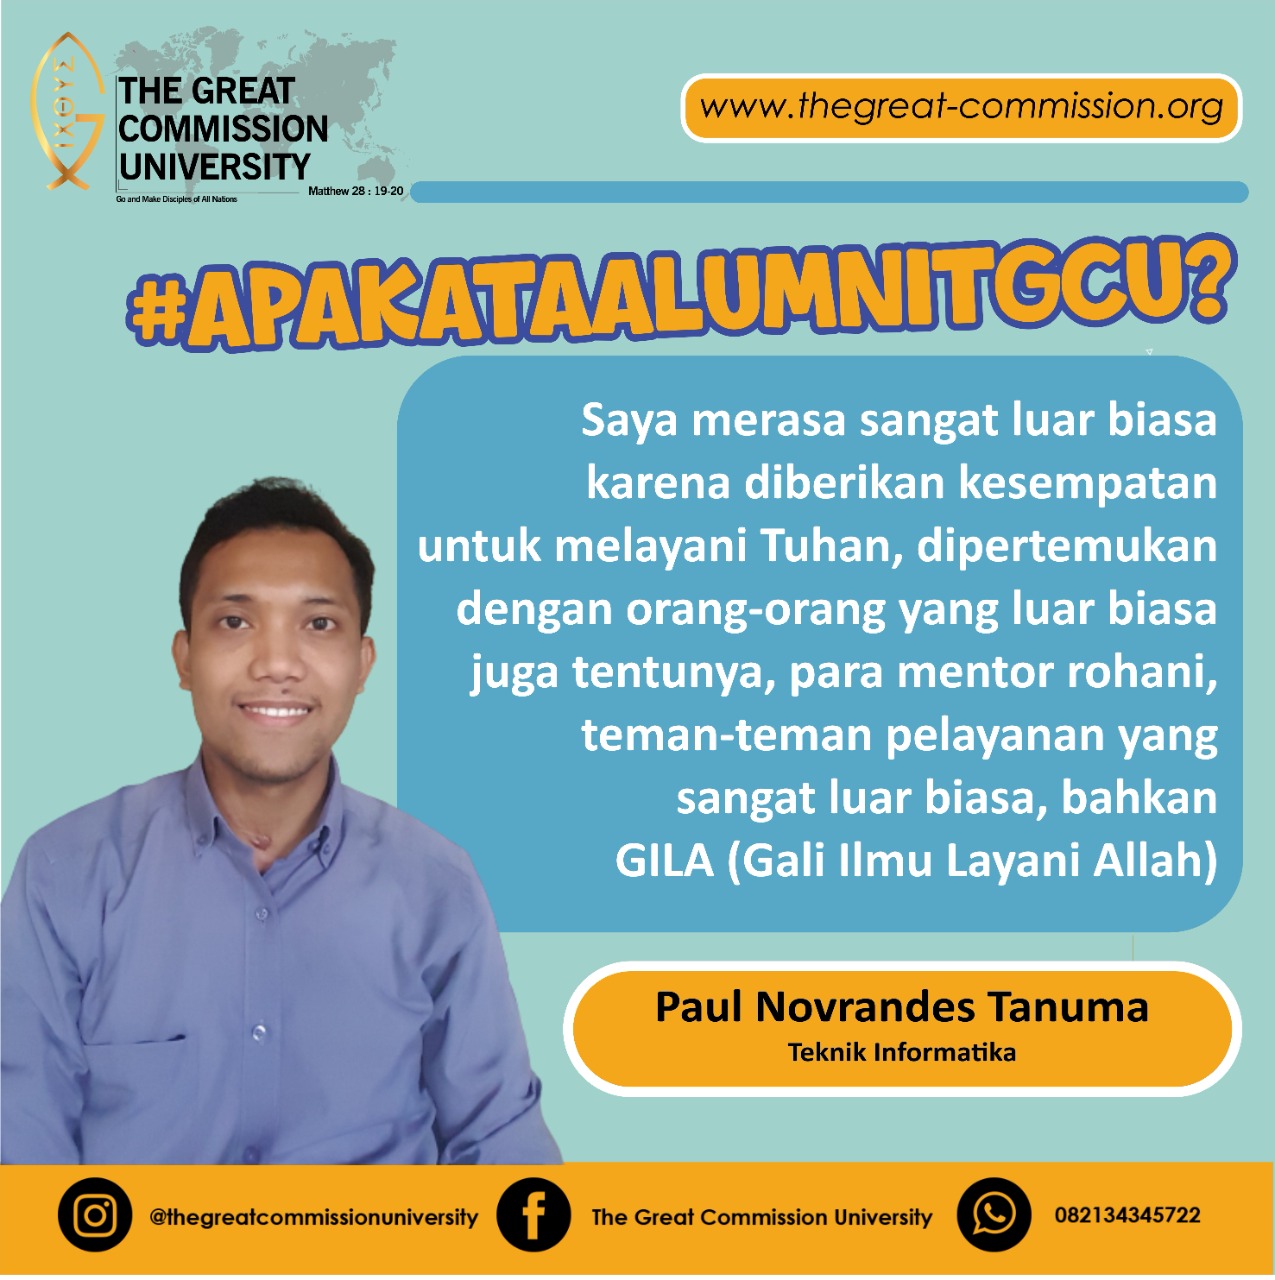 ΙΧΘΥΣ
THE GREAT
COMMISSION
UNIVERSITY
Matthew 28 : 19-20
Go and Make Disciples of All Nations
www.thegreat-commission.org
#APAKATAALUMNITGCU?
Saya merasa sangat luar biasa
karena diberikan kesempatan
untuk melayani Tuhan, dipertemukan
dengan orang-orang yang luar biasa
juga tentunya, para mentor rohani,
teman-teman pelayanan yang
sangat luar biasa, bahkan
GILA (Gali Ilmu Layani Allah)
Paul Novrandes Tanuma
Teknik Informatika
@thegreatcommissionuniversity
The Great Commission University
082134345722